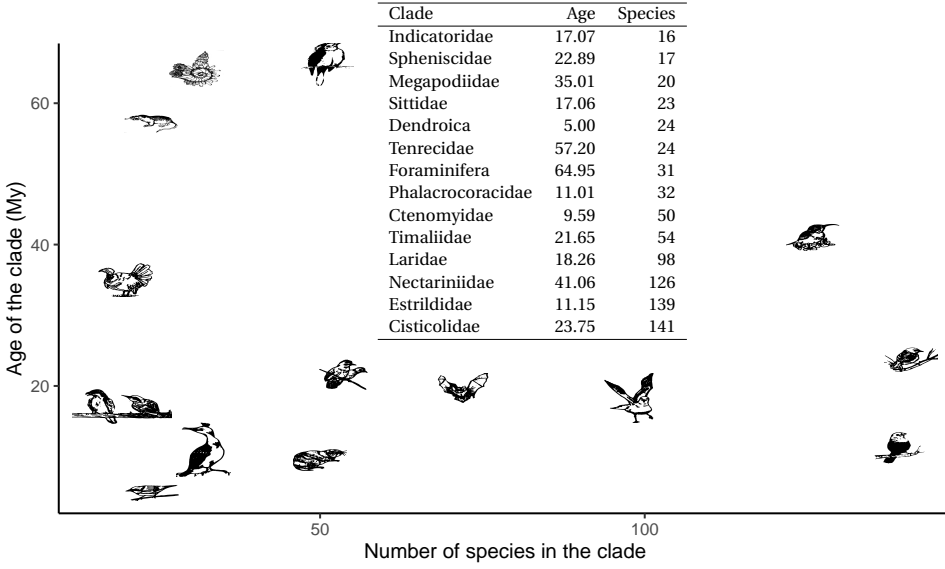 Clade Age Species
Indicatoridae 17.07 16
Spheniscidae 22.89 17
Megapodiidae 35.01 20
Sittidae 17.06 23
Dendroica 5.00 24
Tenrecidae 57.20 24
Foraminifera 64.95 31
Phalacrocoracidae 11.01 32
Ctenomyidae 9.59 50
Timaliidae 21.65 54
Laridae 18.26 98
Nectariniidae 41.06 126
Estrildidae 11.15 139
Cisticolidae 23.75 141
Age of the clade (My)
60
40
20
50 100
Number of species in the clade